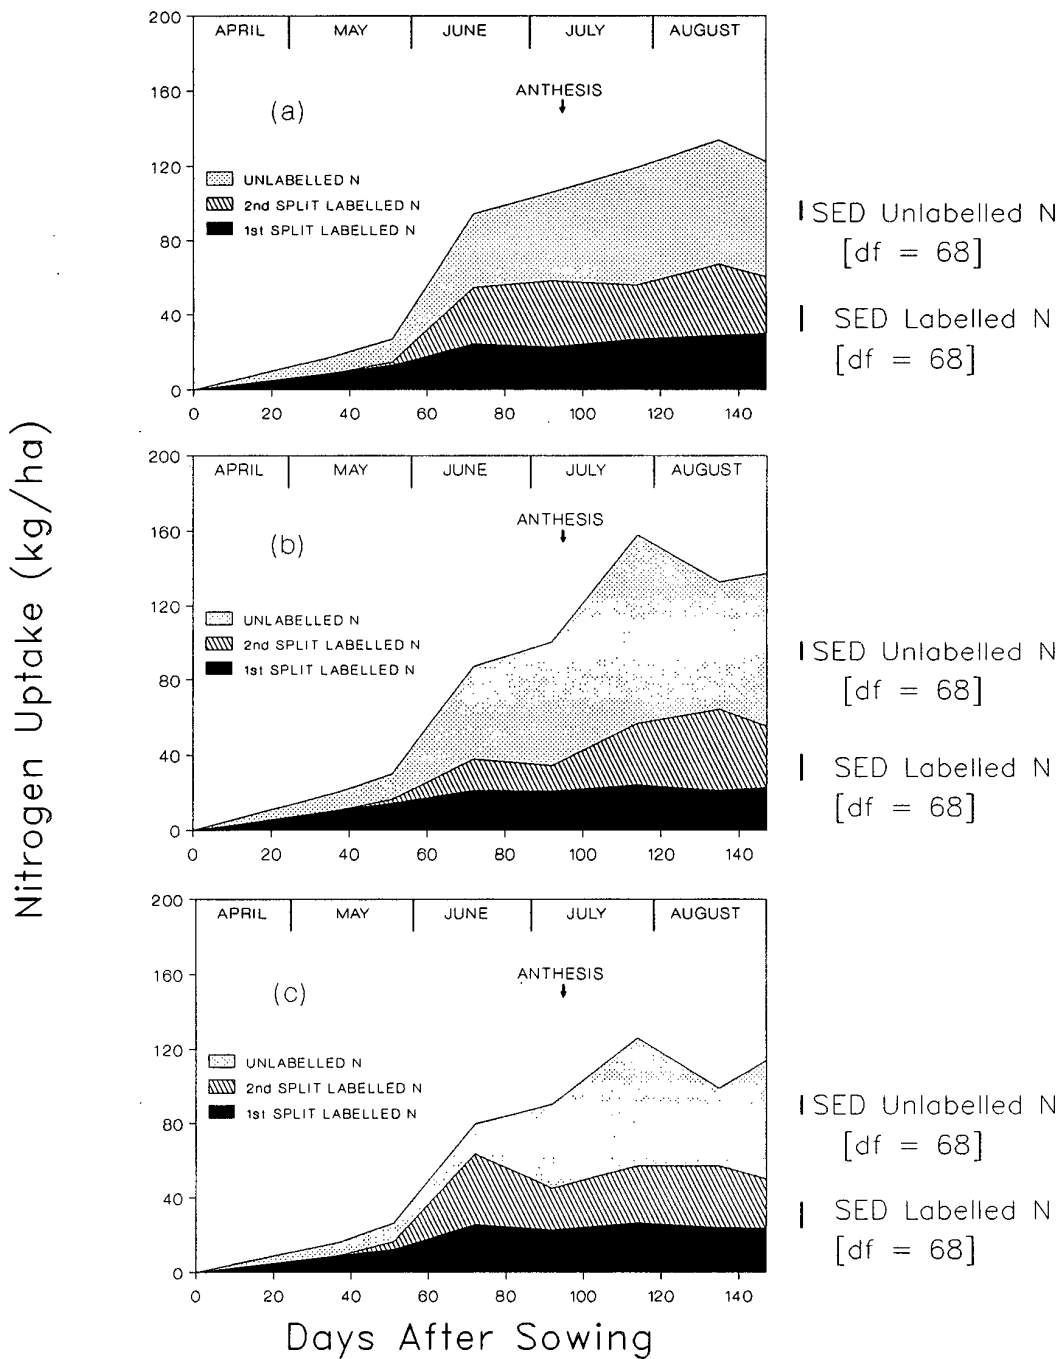 Nitrogen Uptake (kg/ha)
200
160
120
80
40
0
APRIL MAY JUNE JULY AUGUST
ANTHESIS
(a)
UNLABELLED N
2nd SPLIT LABELLED N
1st SPLIT LABELLED N
0 20 40 60 80 100 120 140
SED Unlabelled N
[df = 68]
SED Labelled N
[df = 68]
200
160
120
80
40
0
APRIL MAY JUNE JULY AUGUST
ANTHESIS
(b)
UNLABELLED N
2nd SPLIT LABELLED N
1st SPLIT LABELLED N
0 20 40 60 80 100 120 140
SED Unlabelled N
[df = 68]
SED Labelled N
[df = 68]
200
160
120
80
40
0
APRIL MAY JUNE JULY AUGUST
ANTHESIS
(c)
UNLABELLED N
2nd SPLIT LABELLED N
1st SPLIT LABELLED N
0 20 40 60 80 100 120 140
SED Unlabelled N
[df = 68]
SED Labelled N
[df = 68]
Days After Sowing